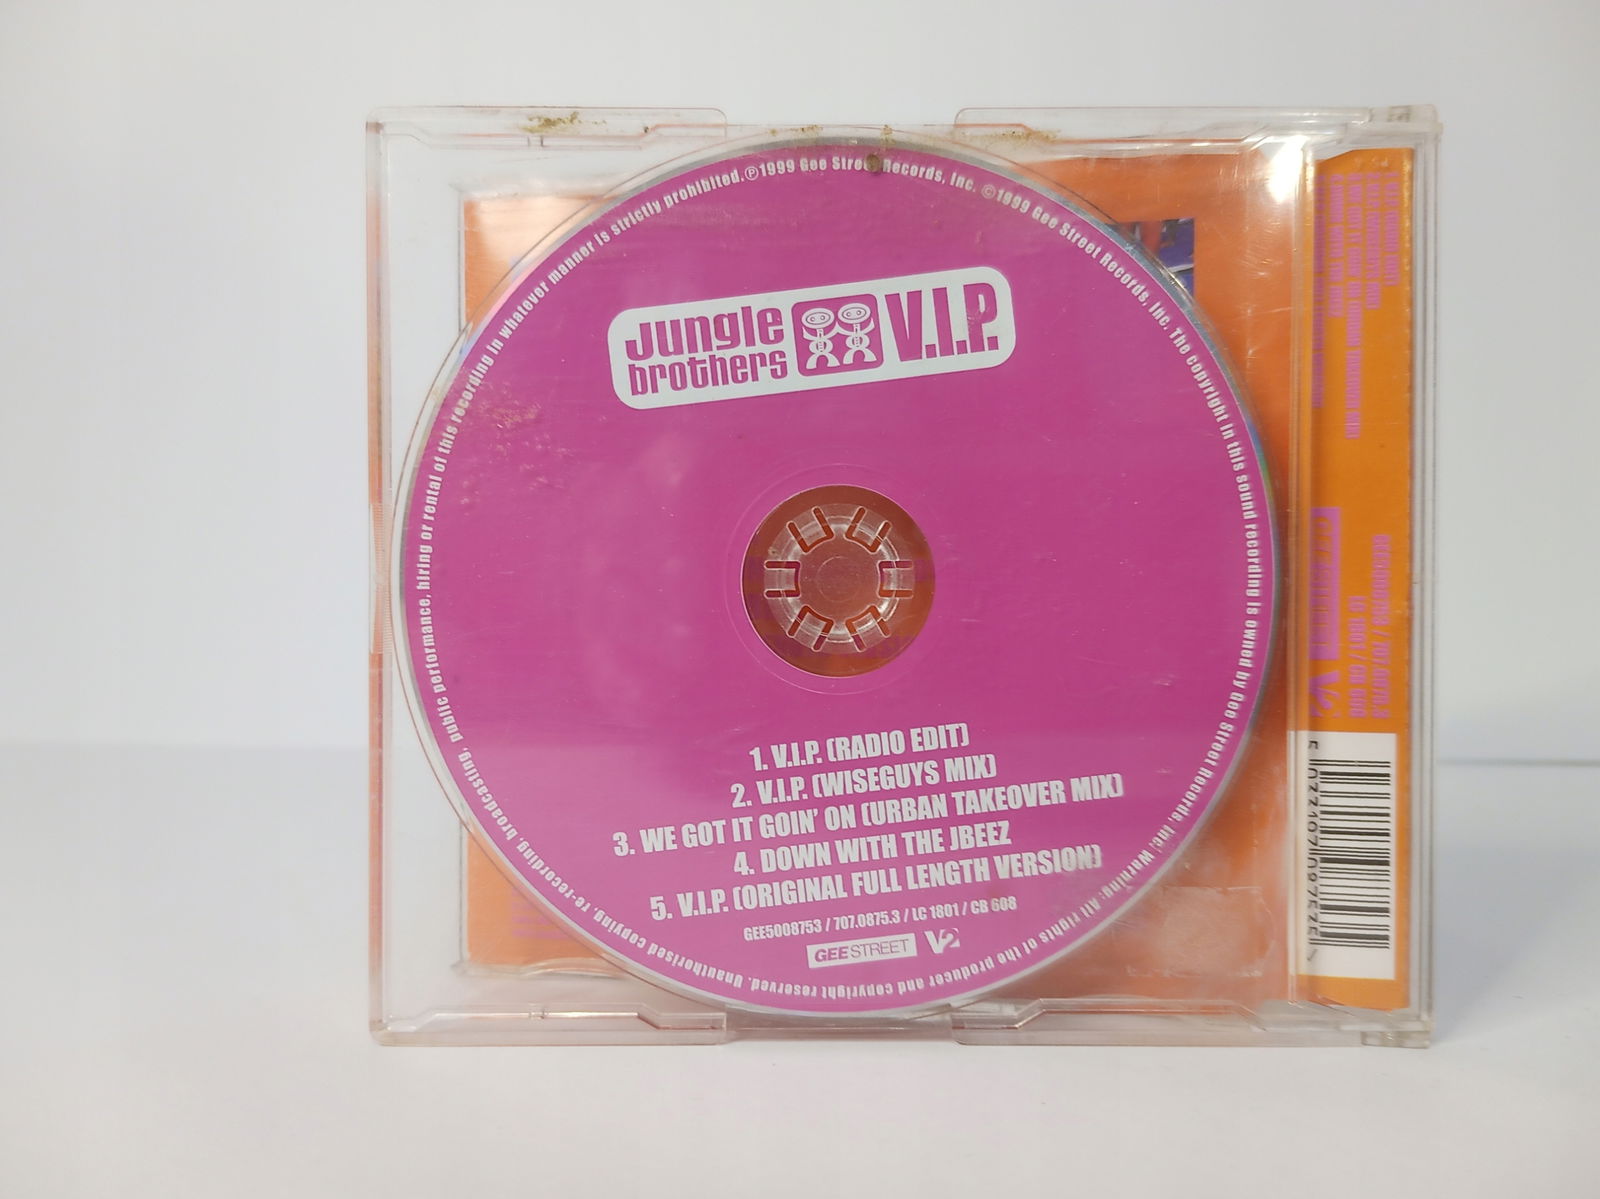 Jungle
brothers
V.I.P.
1. V.I.P. (RADIO EDIT)
2. V.I.P. (WISEGUYS MIX)
3. WE GOT IT GOIN' ON (URBAN TAKEOVER MIX)
4. DOWN WITH THE JBEEZ
5. V.I.P. (ORIGINAL FULL LENGTH VERSION)
GEE5008753 / 707.0875.3 / LC 1801 / CB 608
GEESTREET V2
℗1999 Gee Street Records, Inc. ©1999 Gee Street Records, Inc. The copyright in this sound recording is owned by Gee Street Records, Inc. Warning: All rights of the producer and copyright reserved. Unauthorised copying, re-recording, broadcasting, public performance, hiring or rental of this recording in whatever manner is strictly prohibited.
V2